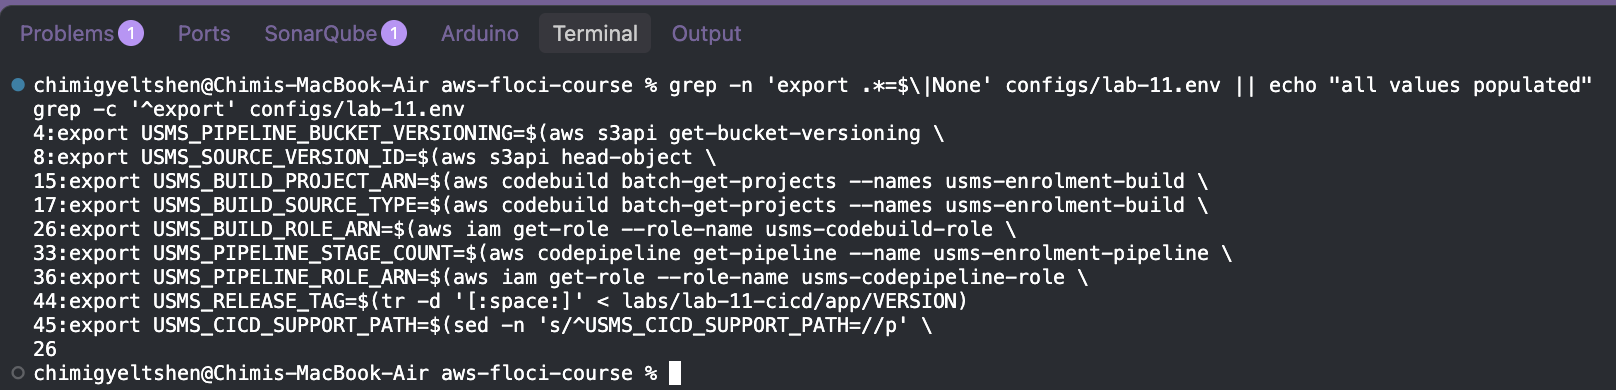 Problems 1 Ports SonarQube 1 Arduino Terminal Output
chimigyeltshen@Chimis-MacBook-Air aws-floci-course % grep -n 'export .*=$\|None' configs/lab-11.env || echo "all values populated"
grep -c '^export' configs/lab-11.env
4:export USMS_PIPELINE_BUCKET_VERSIONING=$(aws s3api get-bucket-versioning \
8:export USMS_SOURCE_VERSION_ID=$(aws s3api head-object \
15:export USMS_BUILD_PROJECT_ARN=$(aws codebuild batch-get-projects --names usms-enrolment-build \
17:export USMS_BUILD_SOURCE_TYPE=$(aws codebuild batch-get-projects --names usms-enrolment-build \
26:export USMS_BUILD_ROLE_ARN=$(aws iam get-role --role-name usms-codebuild-role \
33:export USMS_PIPELINE_STAGE_COUNT=$(aws codepipeline get-pipeline --name usms-enrolment-pipeline \
36:export USMS_PIPELINE_ROLE_ARN=$(aws iam get-role --role-name usms-codepipeline-role \
44:export USMS_RELEASE_TAG=$(tr -d '[:space:]' < labs/lab-11-cicd/app/VERSION)
45:export USMS_CICD_SUPPORT_PATH=$(sed -n 's/^USMS_CICD_SUPPORT_PATH=//p' \
26
chimigyeltshen@Chimis-MacBook-Air aws-floci-course %